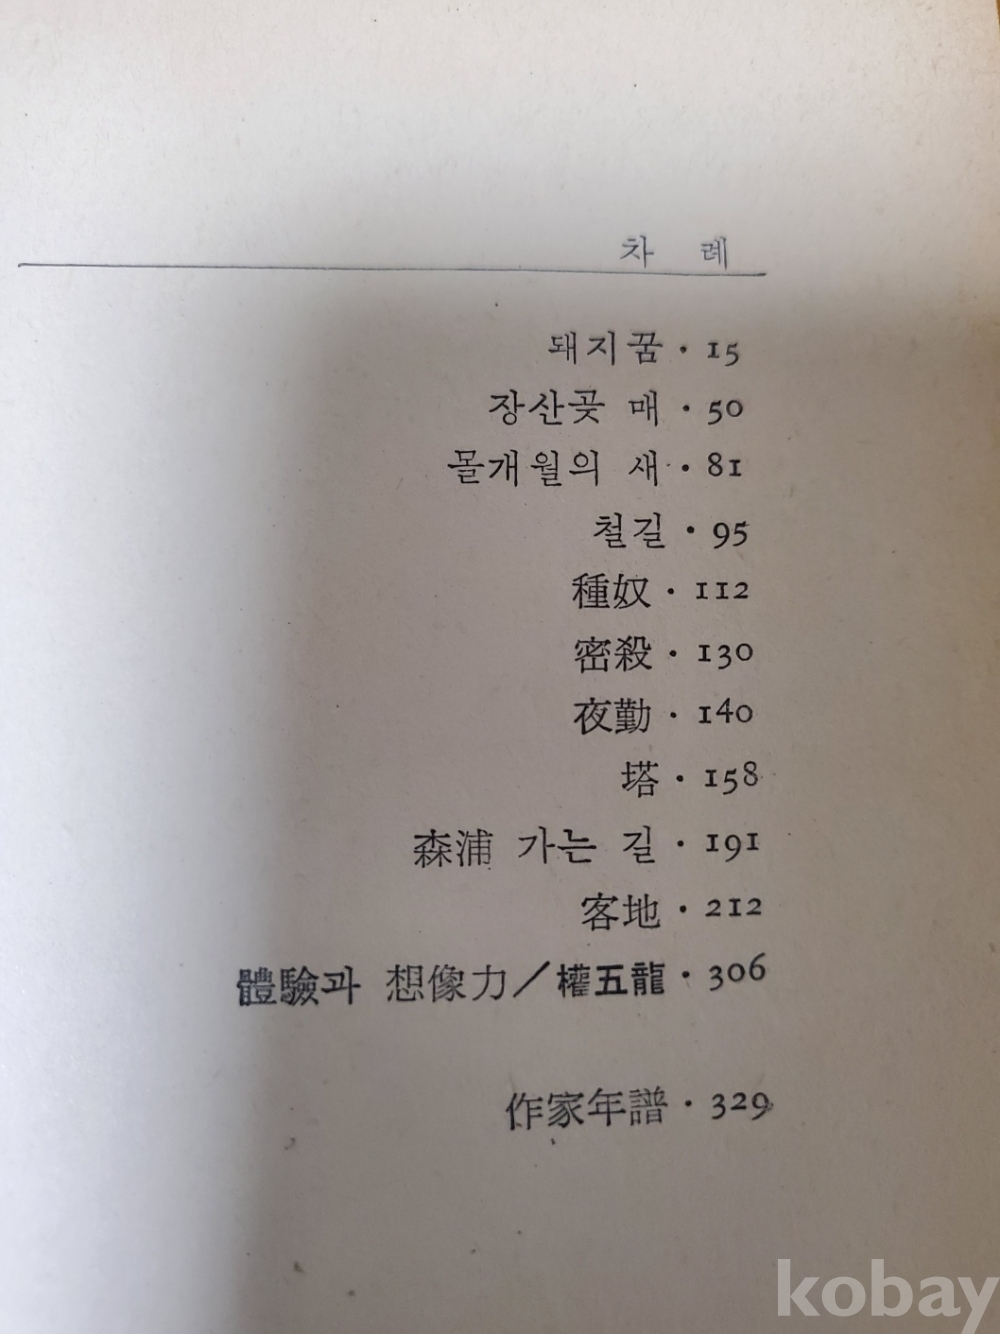 차 례
돼지꿈 · 15
장산곶 매 · 50
몰개월의 새 · 81
철길 · 95
種奴 · 112
密殺 · 130
夜勤 · 140
塔 · 158
森浦 가는 길 · 191
客地 · 212
體驗과 想像力/權五龍 · 306
作家年譜 · 329
kobay